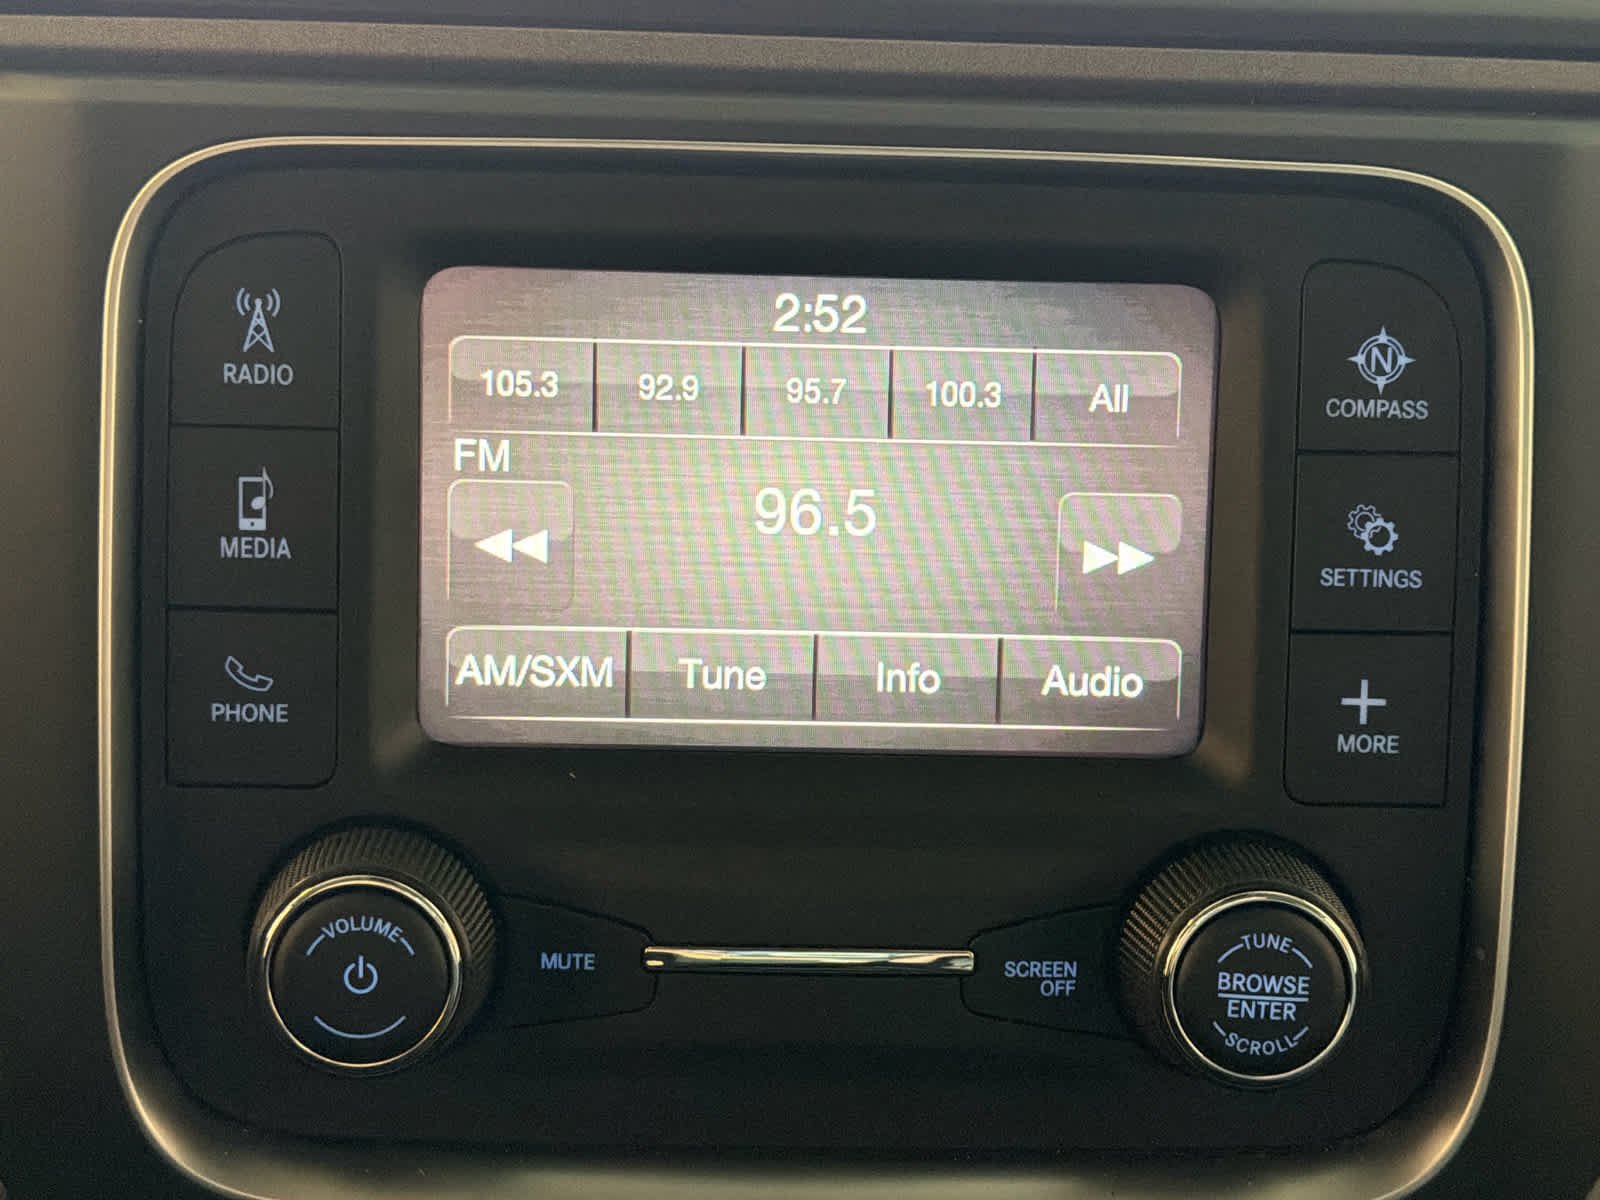 2:52
105.3 92.9 95.7 100.3 All
FM
96.5
AM/SXM Tune Info Audio
RADIO
MEDIA
PHONE
N
COMPASS
SETTINGS
MORE
VOLUME
MUTE
SCREEN
OFF
TUNE
BROWSE
ENTER
SCROLL